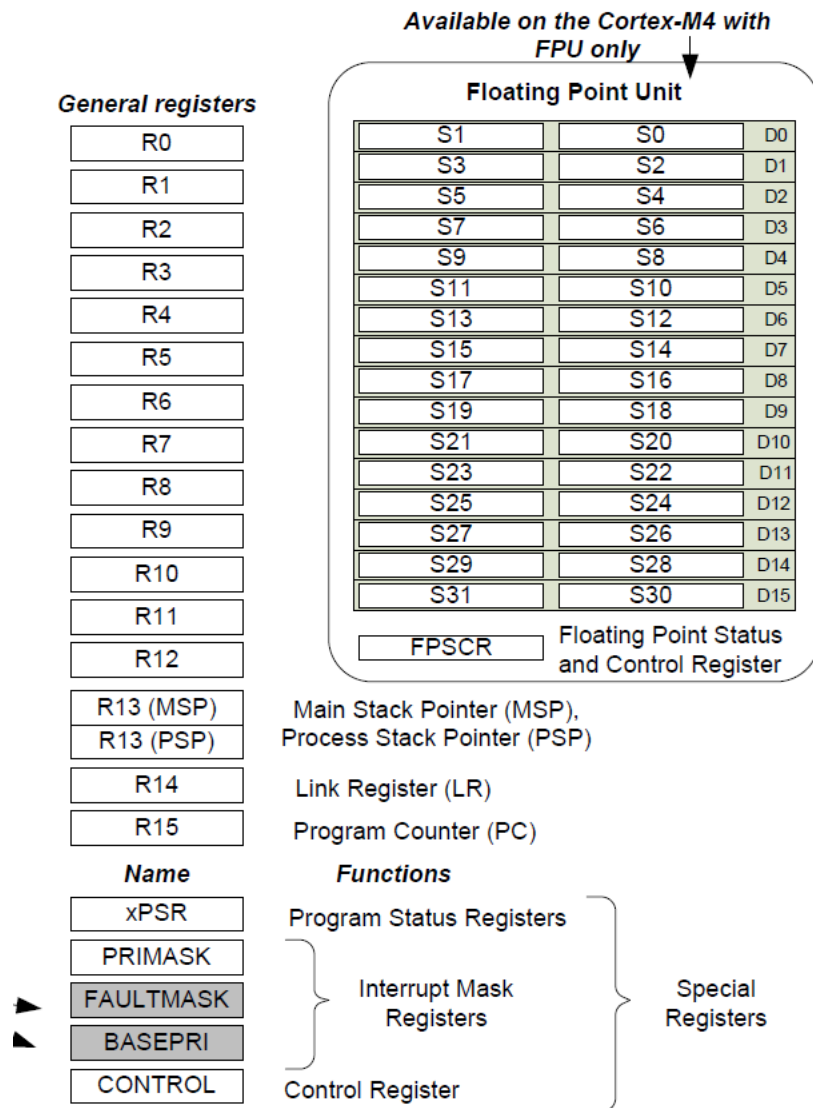 Available on the Cortex-M4 with
FPU only
Floating Point Unit
S1 S0 D0
S3 S2 D1
S5 S4 D2
S7 S6 D3
S9 S8 D4
S11 S10 D5
S13 S12 D6
S15 S14 D7
S17 S16 D8
S19 S18 D9
S21 S20 D10
S23 S22 D11
S25 S24 D12
S27 S26 D13
S29 S28 D14
S31 S30 D15
FPSCR
Floating Point Status
and Control Register
General registers
R0
R1
R2
R3
R4
R5
R6
R7
R8
R9
R10
R11
R12
R13 (MSP)
R13 (PSP)
Main Stack Pointer (MSP),
Process Stack Pointer (PSP)
R14
Link Register (LR)
R15
Program Counter (PC)
Name Functions
xPSR
Program Status Registers
PRIMASK
FAULTMASK
BASEPRI
Interrupt Mask
Registers
CONTROL
Control Register
Special
Registers